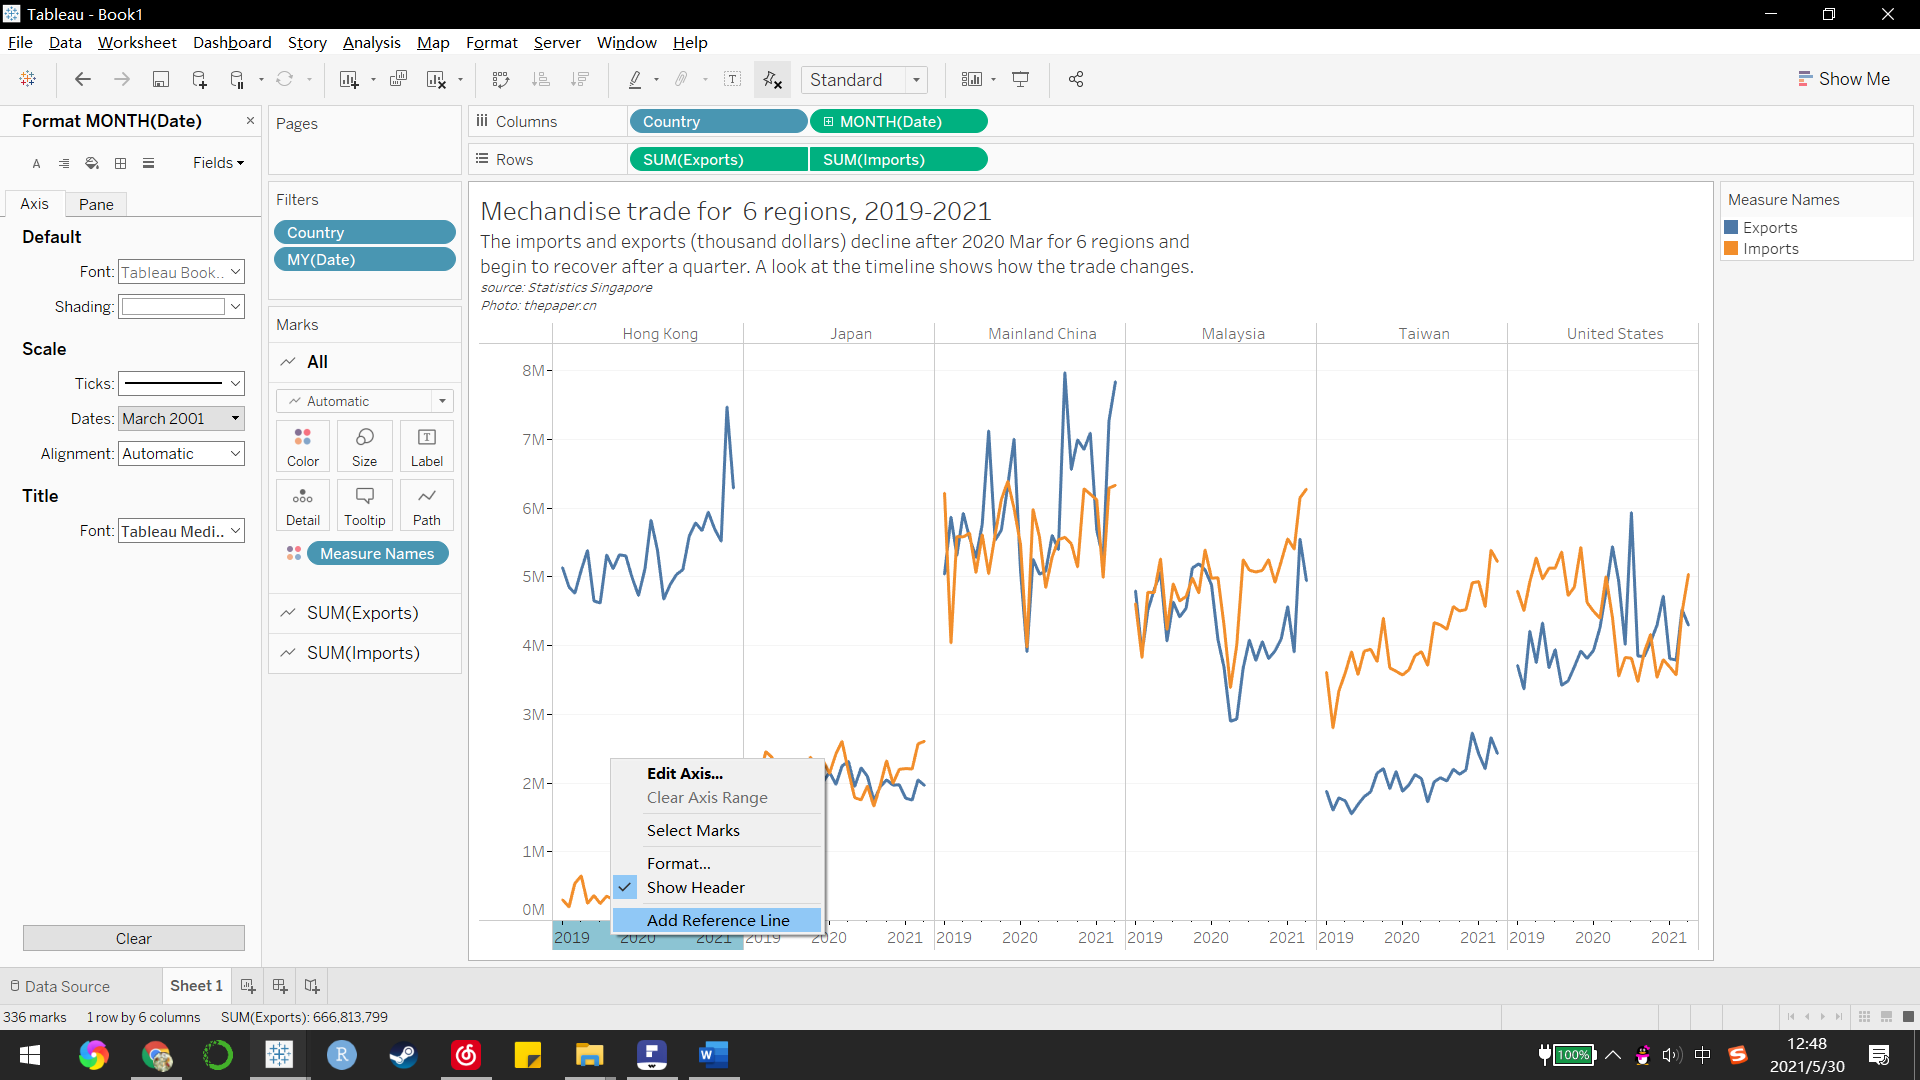 Tableau - Book1
File Data Worksheet Dashboard Story Analysis Map Format Server Window Help
Standard
Show Me
Format MONTH(Date)
Fields
Axis Pane
Default
Font: Tableau Book..
Shading:
Scale
Ticks:
Dates: March 2001
Alignment: Automatic
Title
Font: Tableau Medi..
Clear
Pages
Filters
Country
MY(Date)
Marks
All
Automatic
Color Size Label
Detail Tooltip Path
Measure Names
SUM(Exports)
SUM(Imports)
Columns Country MONTH(Date)
Rows SUM(Exports) SUM(Imports)
Mechandise trade for 6 regions, 2019-2021
The imports and exports (thousand dollars) decline after 2020 Mar for 6 regions and
begin to recover after a quarter. A look at the timeline shows how the trade changes.
source: Statistics Singapore
Photo: thepaper.cn
Hong Kong Japan Mainland China Malaysia Taiwan United States
8M
7M
6M
5M
4M
3M
2M
1M
0M
2019 2020 2021 2019 2020 2021 2019 2020 2021 2019 2020 2021 2019 2020 2021 2019 2020 2021
Edit Axis...
Clear Axis Range
Select Marks
Format...
Show Header
Add Reference Line
Measure Names
Exports
Imports
Data Source Sheet 1
336 marks 1 row by 6 columns SUM(Exports): 666,813,799
100%
中
12:48
2021/5/30